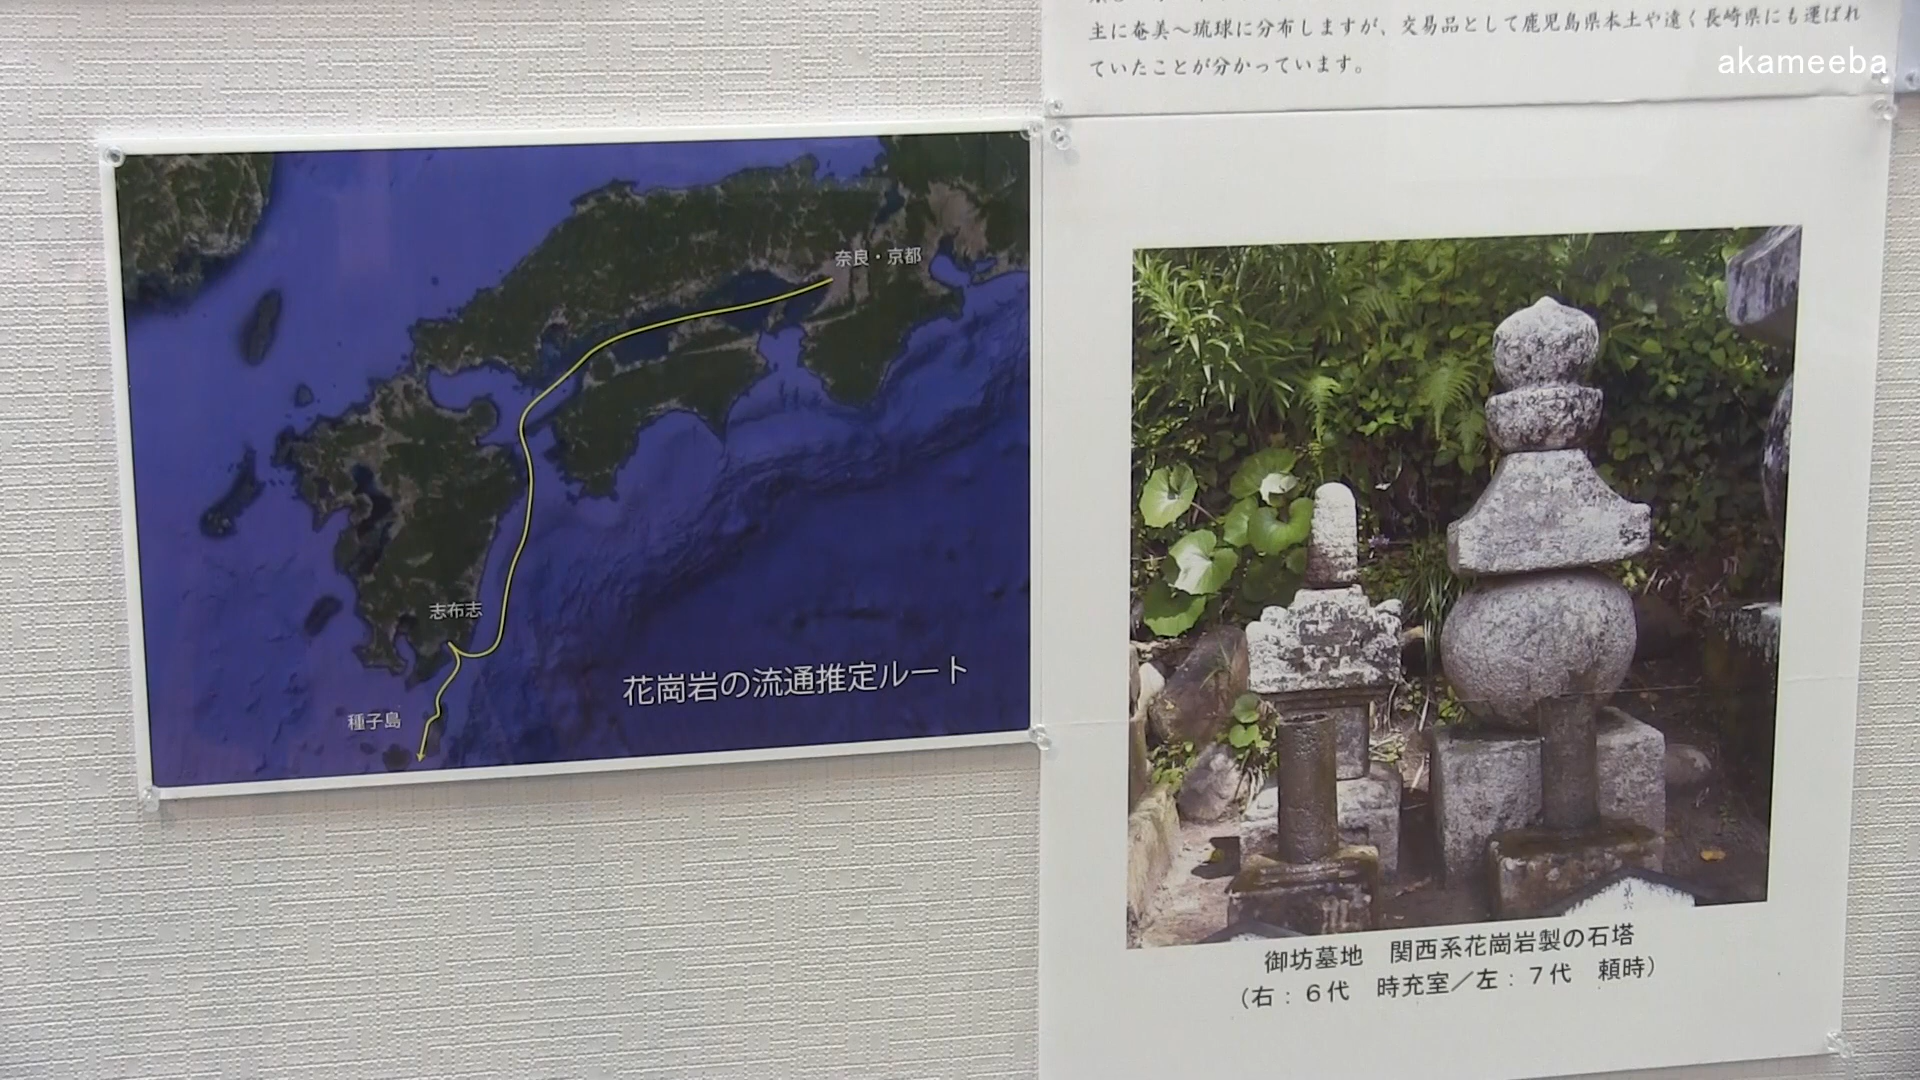 主に奄美～琉球に分布しますが、交易品として鹿児島県本土や遠く長崎県にも運ばれ
ていたことが分かっています。
akameeba
奈良・京都
志布志
種子島
花崗岩の流通推定ルート
第六
御坊墓地　関西系花崗岩製の石塔
（右：６代　時充室／左：７代　頼時）